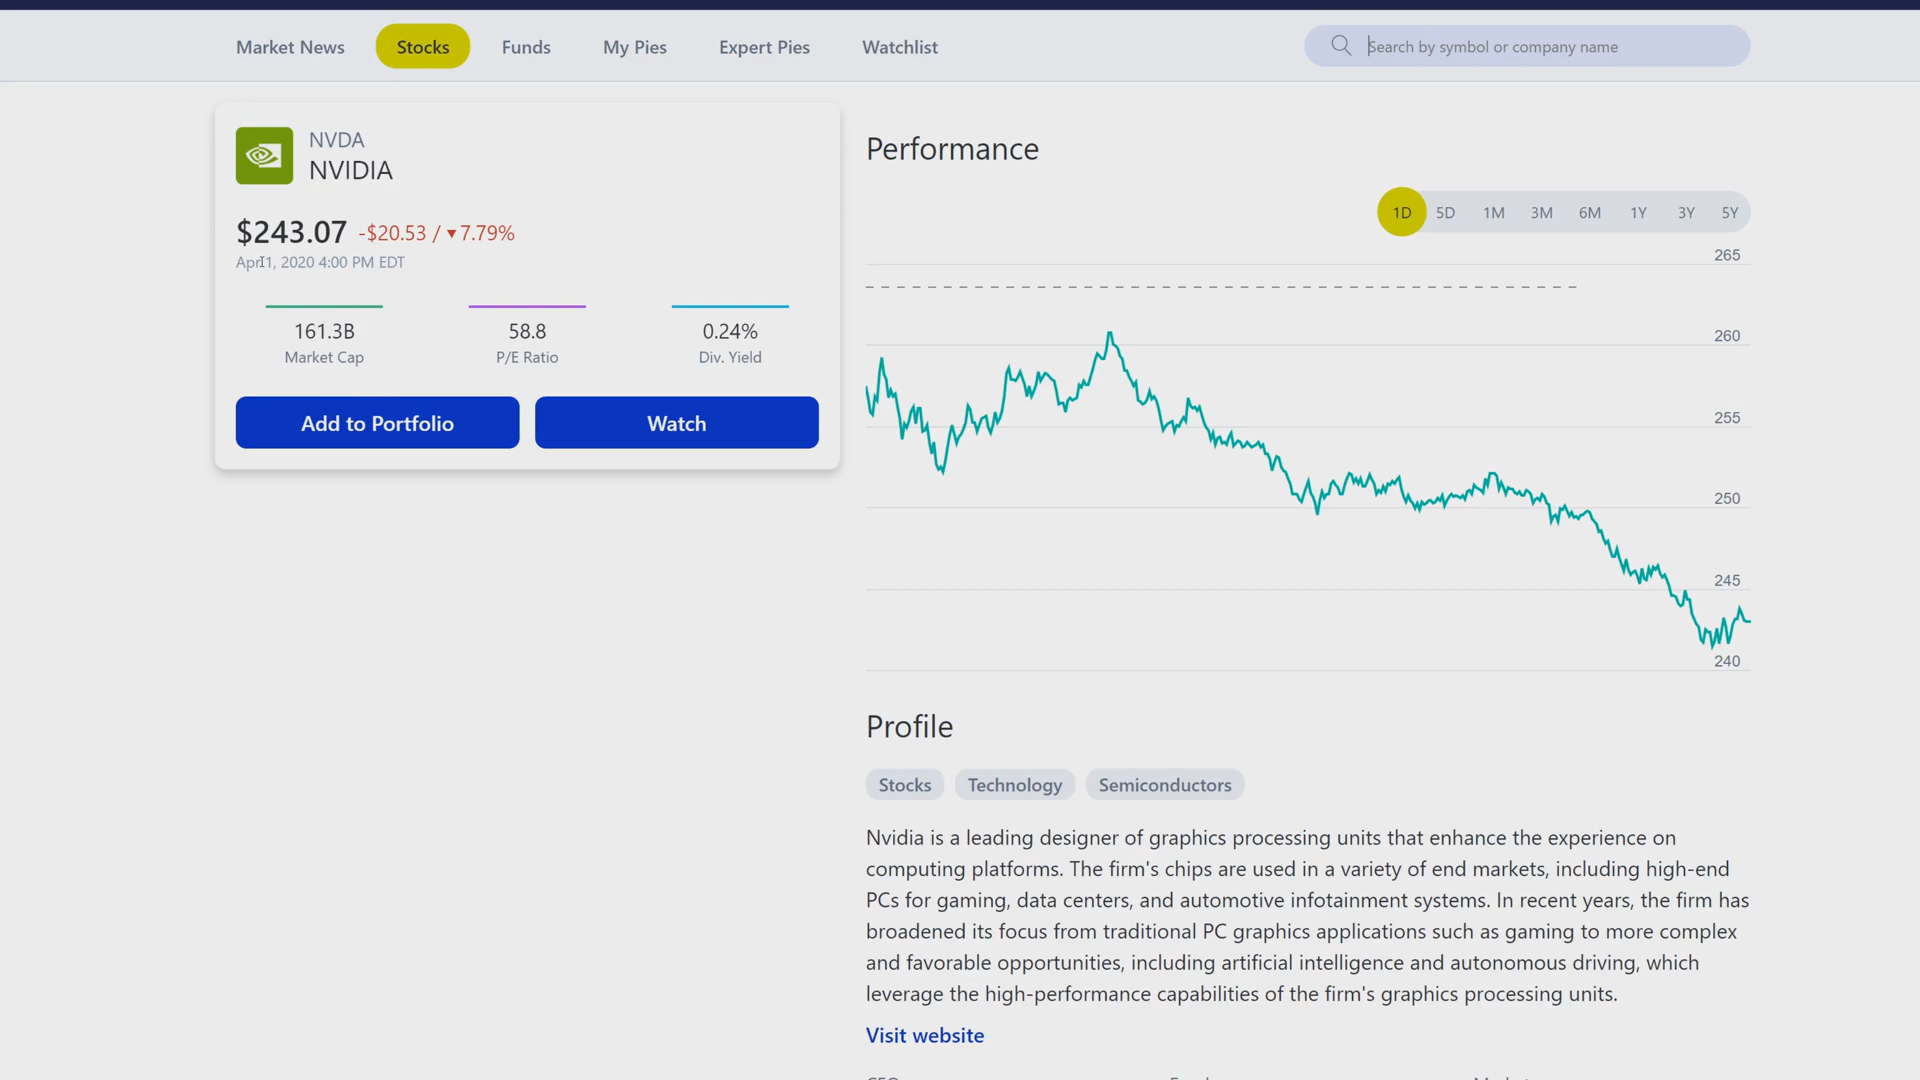 Market News
Stocks
Funds
My Pies
Expert Pies
Watchlist
Search by symbol or company name
NVDA
NVIDIA
$243.07 -$20.53 / ▼7.79%
Apr 1, 2020 4:00 PM EDT
161.3B
Market Cap
58.8
P/E Ratio
0.24%
Div. Yield
Add to Portfolio
Watch
Performance
1D 5D 1M 3M 6M 1Y 3Y 5Y
265
260
255
250
245
240
Profile
Stocks
Technology
Semiconductors
Nvidia is a leading designer of graphics processing units that enhance the experience on
computing platforms. The firm's chips are used in a variety of end markets, including high-end
PCs for gaming, data centers, and automotive infotainment systems. In recent years, the firm has
broadened its focus from traditional PC graphics applications such as gaming to more complex
and favorable opportunities, including artificial intelligence and autonomous driving, which
leverage the high-performance capabilities of the firm's graphics processing units.
Visit website